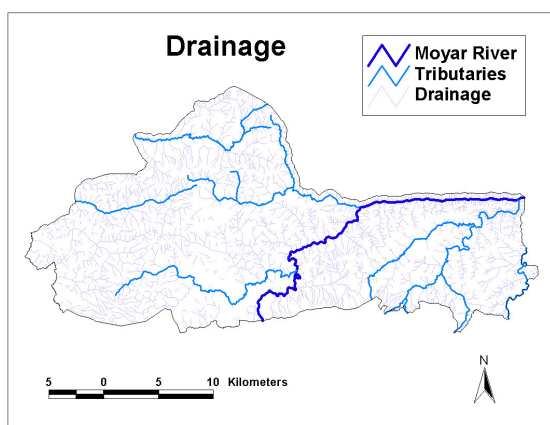 Drainage
Moyar River
Tributaries
Drainage
N
5 0 5 10 Kilometers